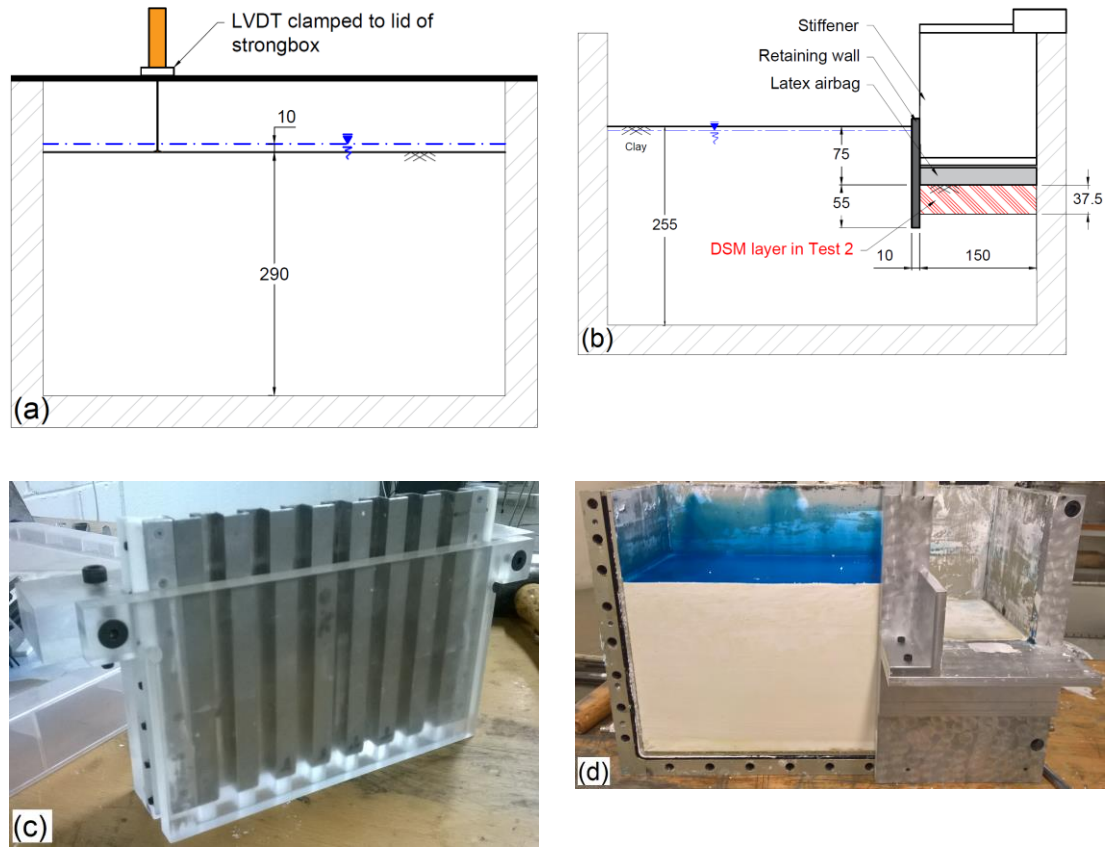 LVDT clamped to lid of
strongbox
10
290
(a)
Stiffener
Retaining wall
Latex airbag
Clay
75
55
37.5
255
DSM layer in Test 2
10
150
(b)
(c)
(d)